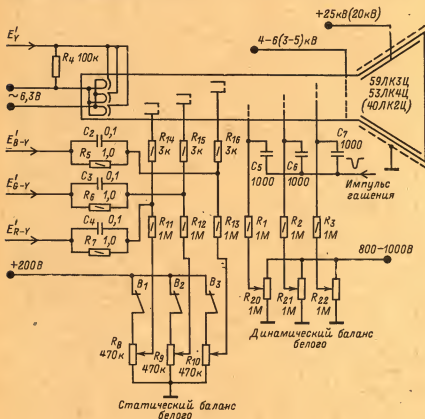 +25кВ(20кВ)
4-6(3-5)кВ
E'Y
R4 100к
~6,3В
59ЛК3Ц
53ЛК4Ц
(40ЛК2Ц)
E'B-Y
C2 0,1
R5 1,0
E'G-Y
C3 0,1
R6 1,0
E'R-Y
C4 0,1
R7 1,0
R14 3к
R15 3к
R16 3к
C5 1000
C6 1000
C7 1000
Импульс
гашения
R11 1М
R12 1М
R13 1М
R1 1М
R2 1М
R3 1М
800-1000В
+200В
B1
B2
B3
R20 1М
R21 1М
R22 1М
Динамический баланс
белого
R8 470к
R9 470к
R10 470к
Статический баланс
белого